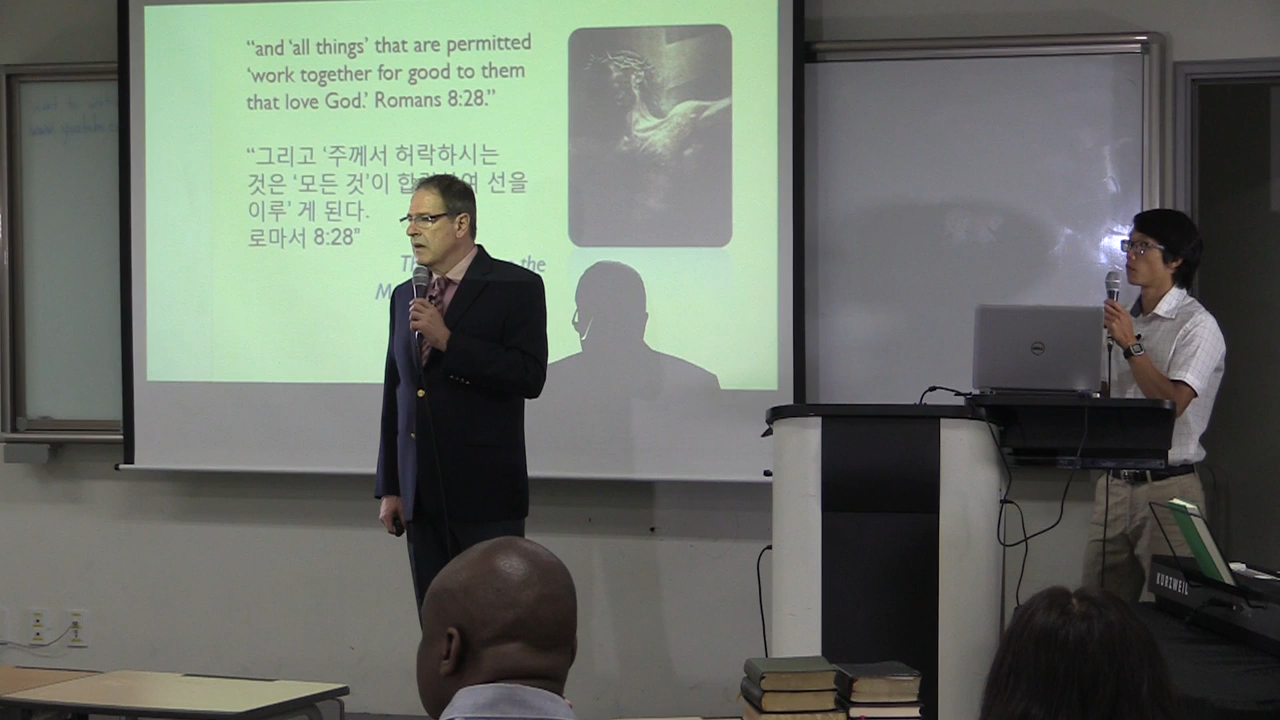 “and ‘all things’ that are permitted
‘work together for good to them
that love God.’ Romans 8:28.”
“그리고 ‘주께서 허락하시는
것은 ‘모든 것’이 선을
이루’ 게 된다.
로마서 8:28”
the
DELL
KURZWEIL